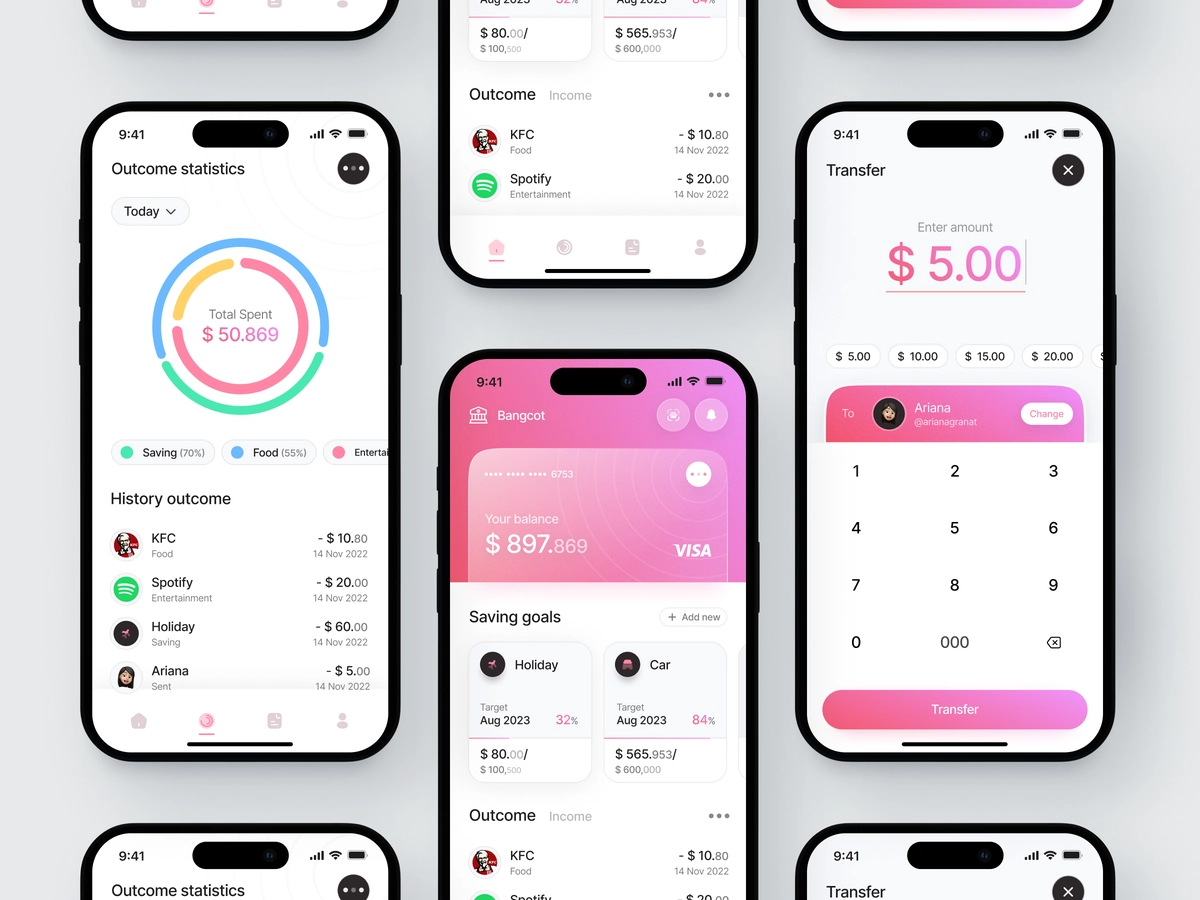 9:41
Outcome statistics
Today
Total Spent
$ 50.869
Saving (70%)
Food (55%)
History outcome
KFC
- $ 10.80
Food
14 Nov 2022
Spotify
- $ 20.00
Entertainment
14 Nov 2022
Holiday
- $ 60.00
Saving
14 Nov 2022
Ariana
- $ 5.00
Sent
14 Nov 2022
9:41
Outcome statistics
Aug 2023 32%
Aug 2023 84%
$ 80.00/
$ 100,500
$ 565.953/
$ 600,000
Outcome Income
KFC
- $ 10.80
Food
14 Nov 2022
Spotify
- $ 20.00
Entertainment
14 Nov 2022
9:41
Bangcot
•••• •••• •••• 6753
Your balance
$ 897.869
VISA
Saving goals
+ Add new
Holiday
Target
Aug 2023 32%
$ 80.00/
$ 100,500
Car
Target
Aug 2023 84%
$ 565.953/
$ 600,000
Outcome Income
KFC
- $ 10.80
Food
14 Nov 2022
Spotify
- $ 20.00
9:41
Transfer
Enter amount
$ 5.00
$ 5.00
$ 10.00
$ 15.00
$ 20.00
To
Ariana
@arianagranat
Change
1 2 3
4 5 6
7 8 9
0 000
Transfer
9:41
Transfer